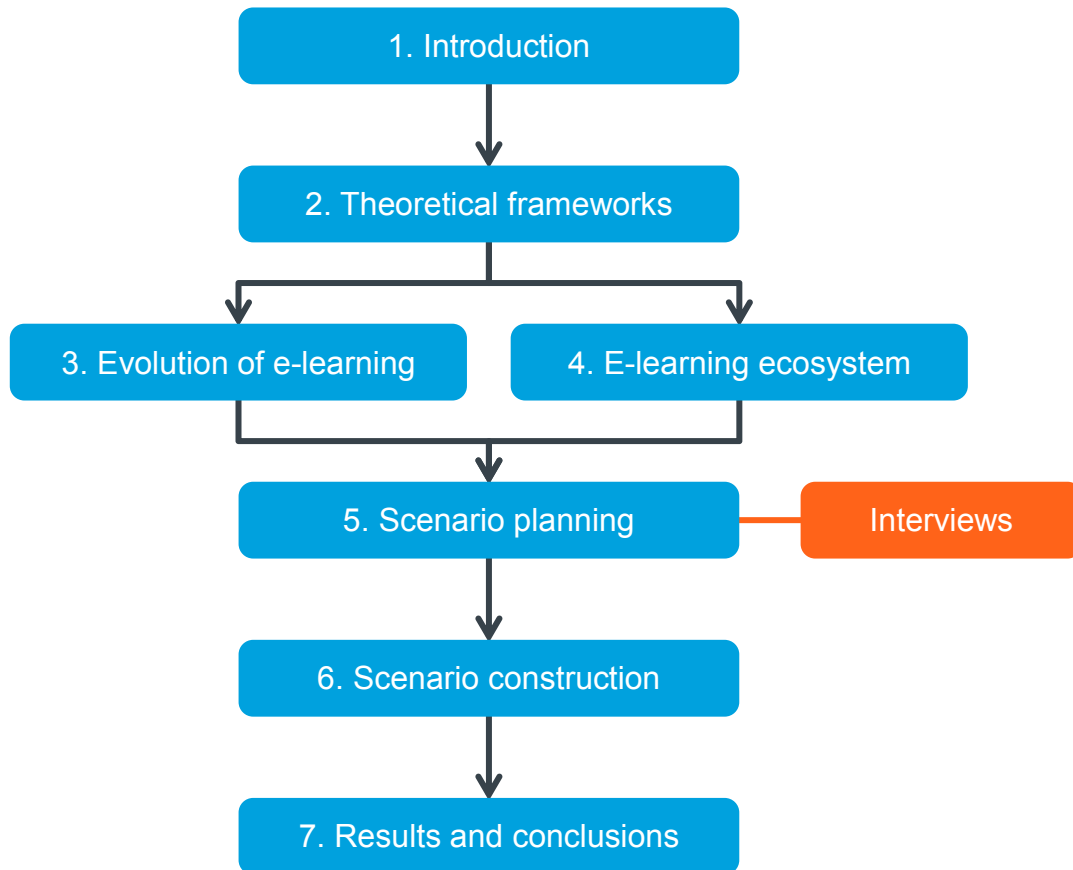 1. Introduction
2. Theoretical frameworks
3. Evolution of e-learning
4. E-learning ecosystem
5. Scenario planning
Interviews
6. Scenario construction
7. Results and conclusions